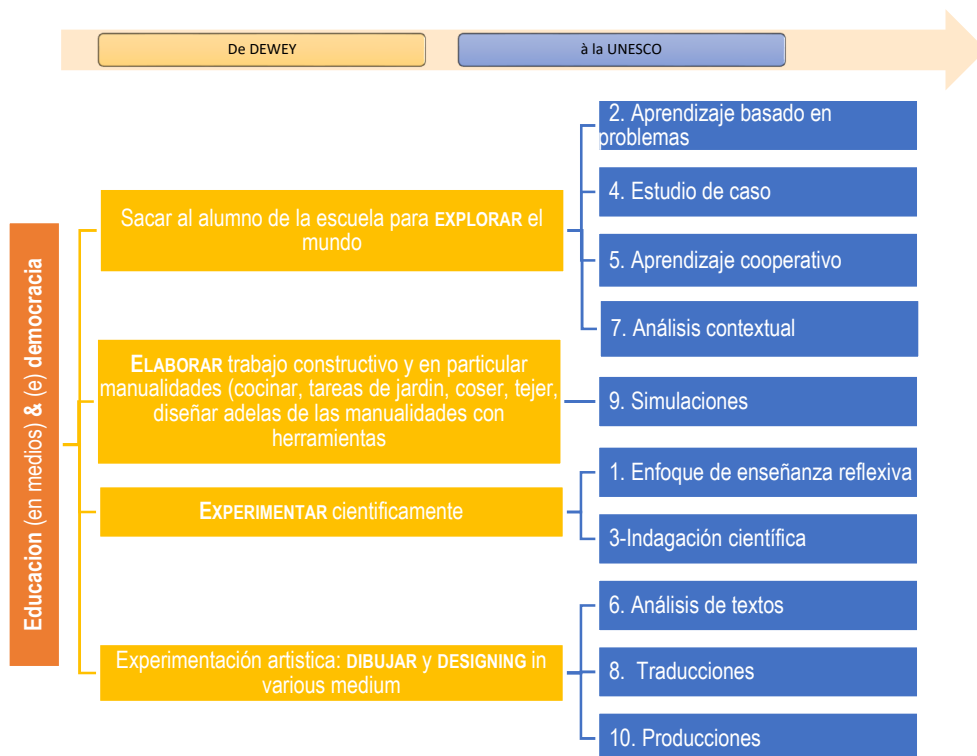 De DEWEY
à la UNESCO
Educacion (en medios) & (e) democracia
Sacar al alumno de la escuela para EXPLORAR el
mundo
2. Aprendizaje basado en
problemas
4. Estudio de caso
5. Aprendizaje cooperativo
7. Análisis contextual
ELABORAR trabajo constructivo y en particular
manualidades (cocinar, tareas de jardin, coser, tejer,
diseñar adelas de las manualidades con
herramientas
9. Simulaciones
EXPERIMENTAR cientificamente
1. Enfoque de enseñanza reflexiva
3-Indagación científica
Experimentación artistica: DIBUJAR y DESIGNING in
various medium
6. Análisis de textos
8. Traducciones
10. Producciones